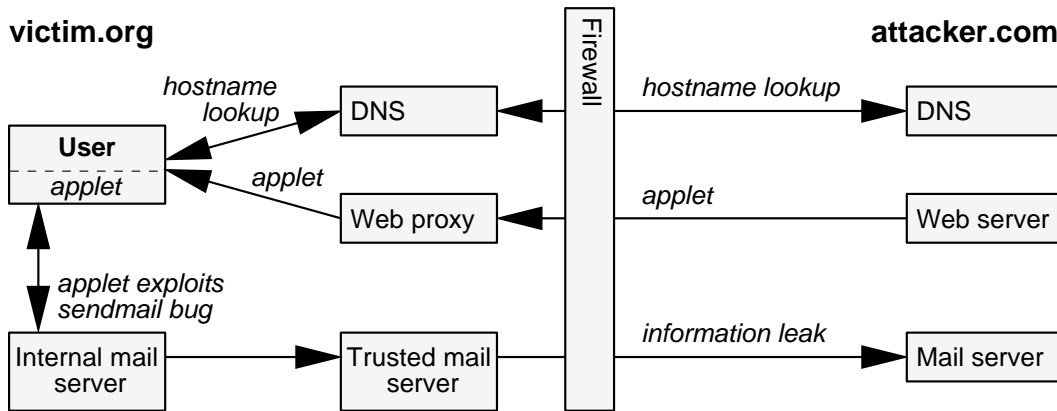 victim.org
Firewall
attacker.com
hostname
lookup
DNS
hostname lookup
DNS
User
applet
applet
Web proxy
applet
Web server
applet exploits
sendmail bug
Internal mail
server
Trusted mail
server
information leak
Mail server